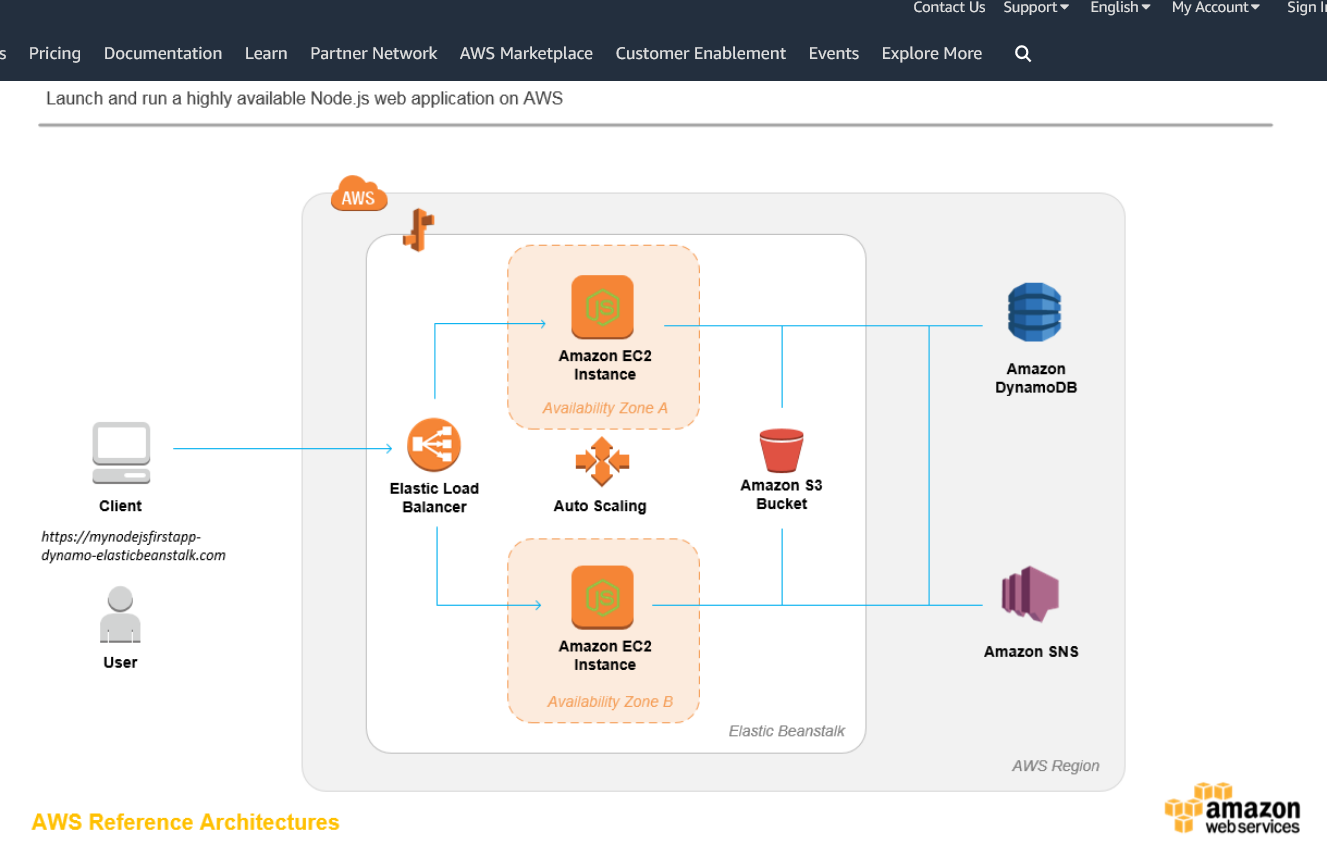 Contact Us Support English My Account Sign In
s Pricing Documentation Learn Partner Network AWS Marketplace Customer Enablement Events Explore More
Launch and run a highly available Node.js web application on AWS
AWS
JS
Amazon EC2
Instance
Availability Zone A
Amazon
DynamoDB
Client
https://mynodejsfirstapp-
dynamo-elasticbeanstalk.com
User
Elastic Load
Balancer
Auto Scaling
Amazon S3
Bucket
JS
Amazon EC2
Instance
Availability Zone B
Amazon SNS
Elastic Beanstalk
AWS Region
AWS Reference Architectures
amazon
web services